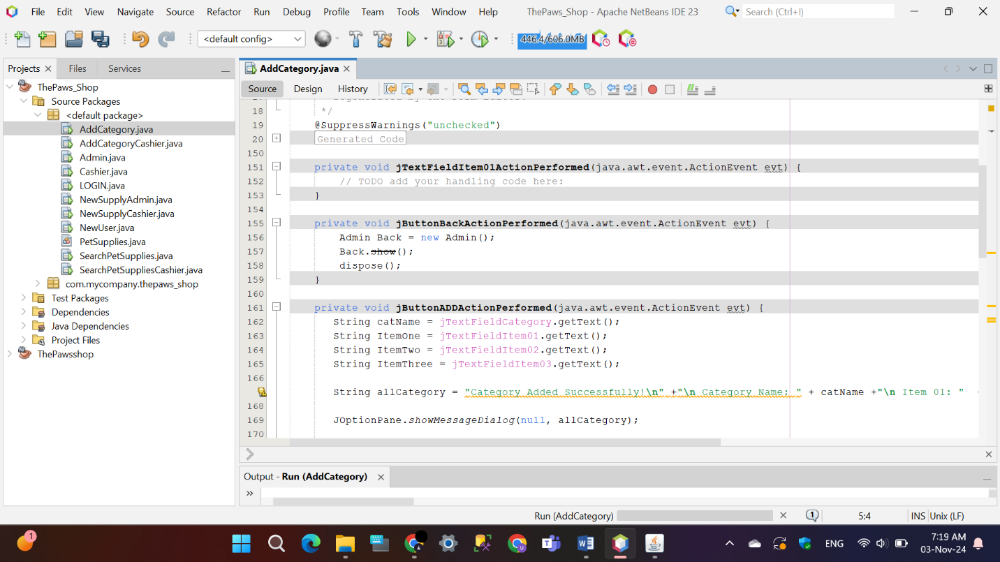 File Edit View Navigate Source Refactor Run Debug Profile Team Tools Window Help ThePaws_Shop - Apache NetBeans IDE 23 Search (Ctrl+I)
<default config> 446.4/606.0MB
Projects Files Services
AddCategory.java
Source Design History
ThePaws_Shop
Source Packages
<default package>
AddCategory.java
AddCategoryCashier.java
Admin.java
Cashier.java
LOGIN.java
NewSupplyAdmin.java
NewSupplyCashier.java
NewUser.java
PetSupplies.java
SearchPetSupplies.java
SearchPetSuppliesCashier.java
com.mycompany.thepaws_shop
Test Packages
Dependencies
Java Dependencies
Project Files
ThePawsshop
18 */
19 @SuppressWarnings("unchecked")
20 Generated Code
150
151 private void jTextFieldItem01ActionPerformed(java.awt.event.ActionEvent evt) {
152 // TODO add your handling code here:
153 }
154
155 private void jButtonBackActionPerformed(java.awt.event.ActionEvent evt) {
156 Admin Back = new Admin();
157 Back.show();
158 dispose();
159 }
160
161 private void jButtonADDActionPerformed(java.awt.event.ActionEvent evt) {
162 String catName = jTextFieldCategory.getText();
163 String ItemOne = jTextFieldItem01.getText();
164 String ItemTwo = jTextFieldItem02.getText();
165 String ItemThree = jTextFieldItem03.getText();
166
String allCategory = "Category Added Successfully!\n" +"\n Category Name: " + catName +"\n Item 01: "
168
169 JOptionPane.showMessageDialog(null, allCategory);
170
Output - Run (AddCategory)
Run (AddCategory) 1 5:4 INS Unix (LF)
1 ENG 7:19 AM
03-Nov-24